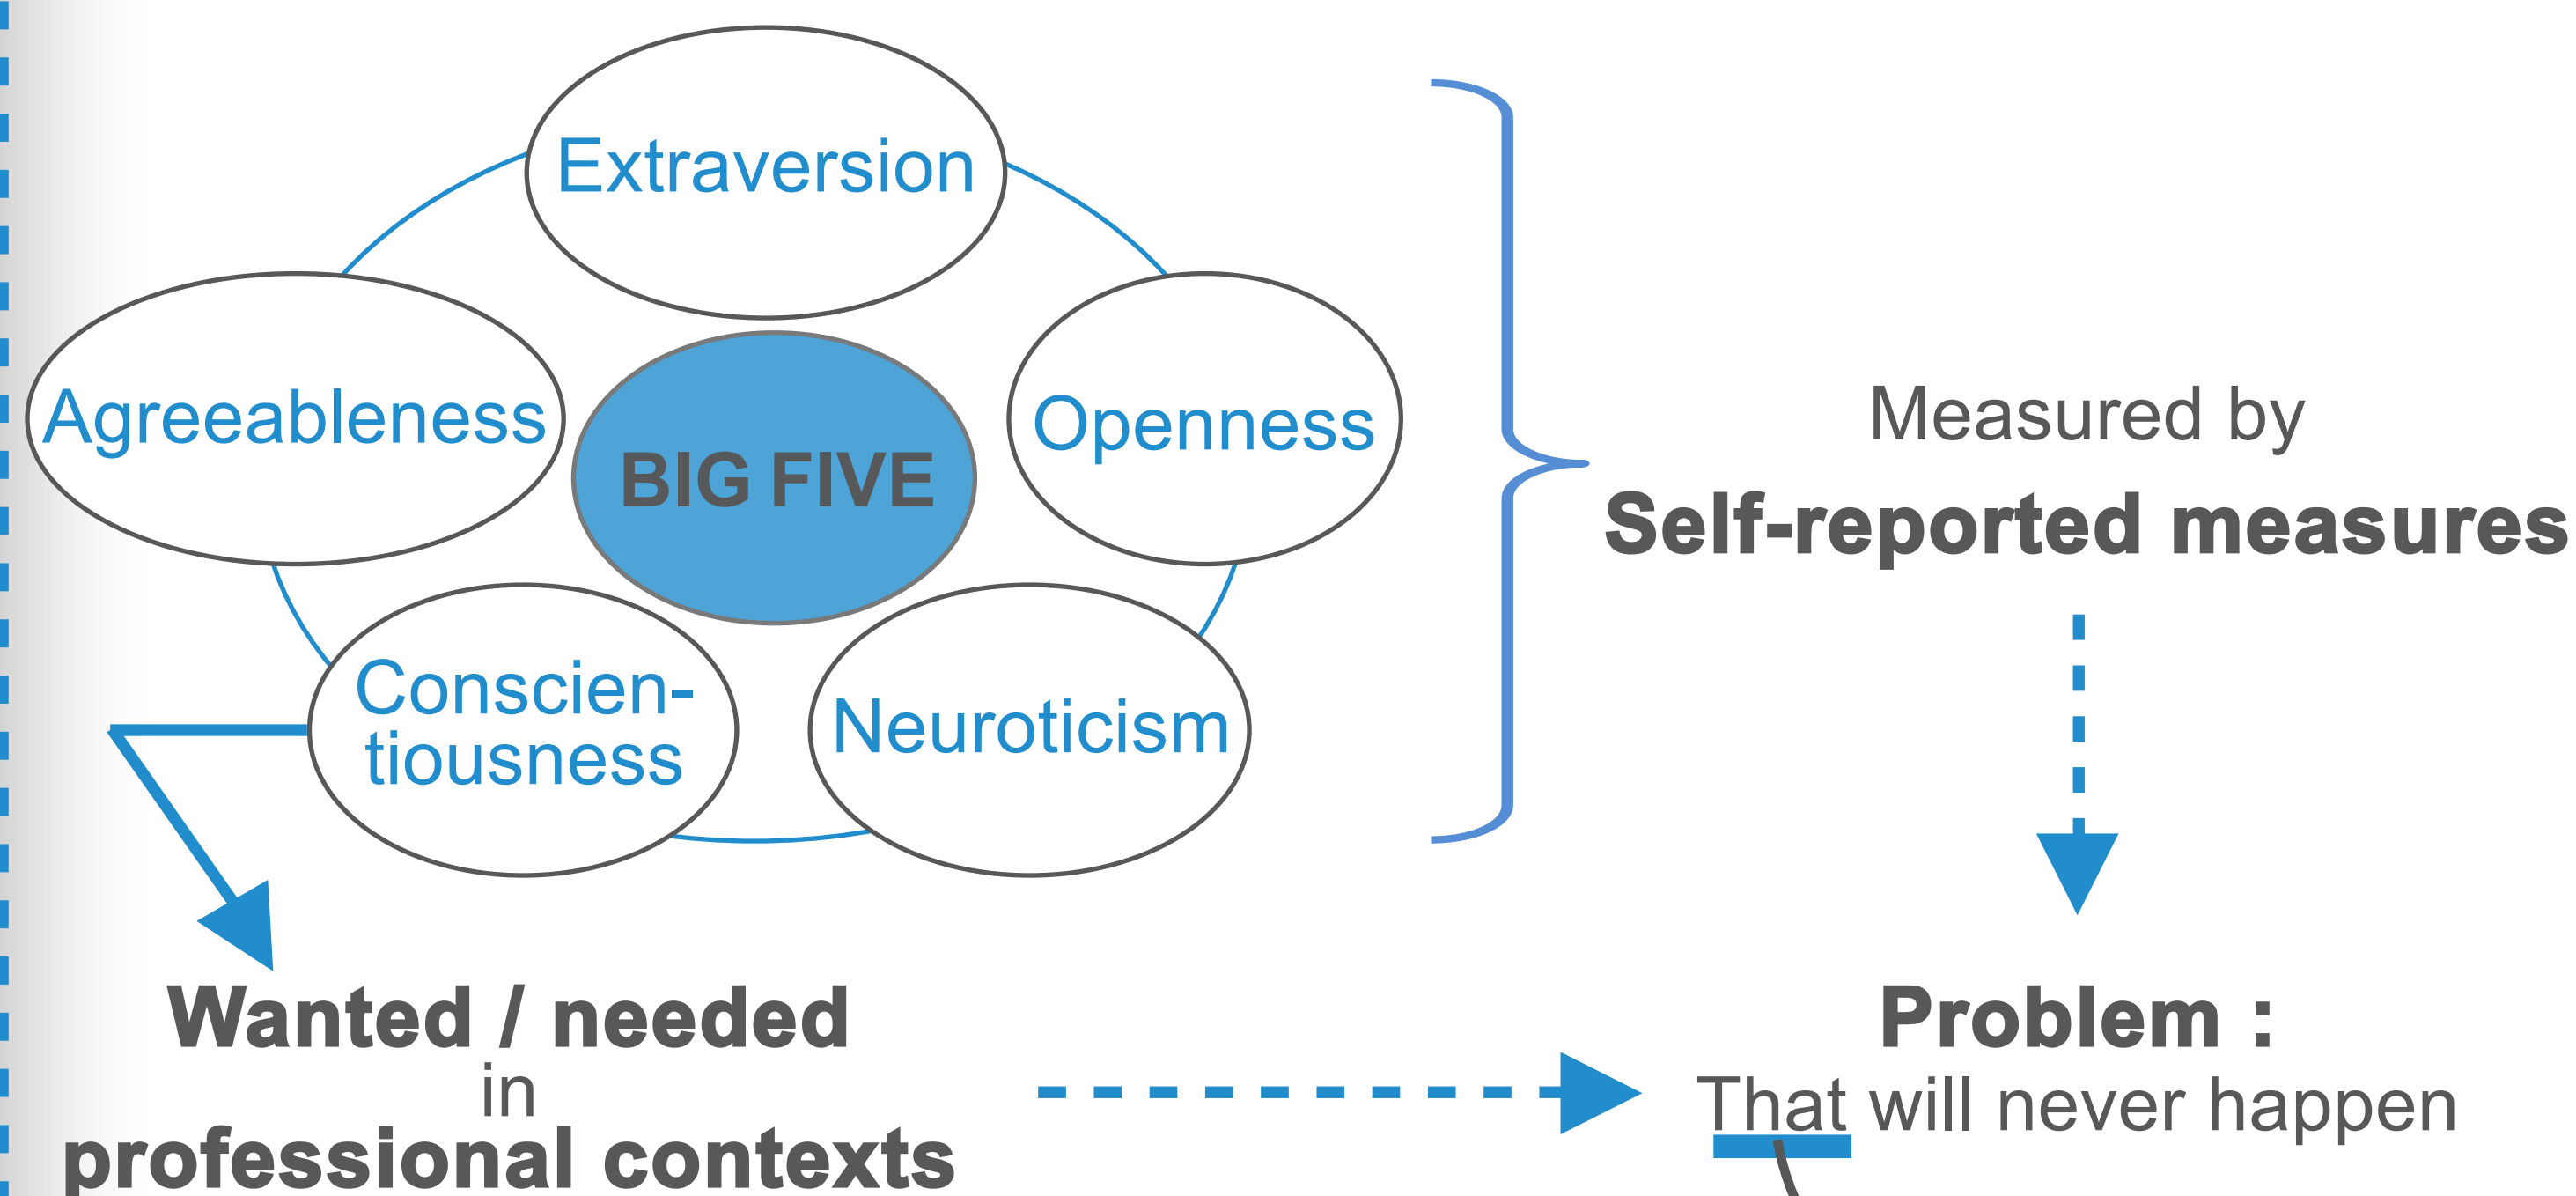 Extraversion
Agreeableness
Openness
BIG FIVE
Conscien-
tiousness
Neuroticism
Measured by
Self-reported measures
Wanted / needed
in
professional contexts
Problem :
That will never happen